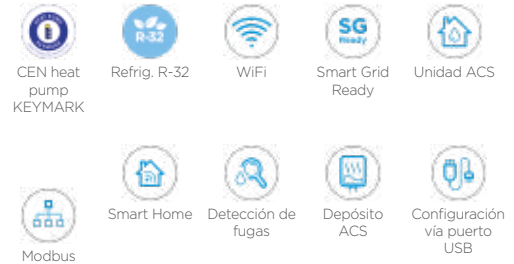 R-32
SG
Ready
CEN heat
pump
KEYMARK
Refrig. R-32
WiFi
Smart Grid
Ready
Unidad ACS
Smart Home
Detección de
fugas
Depósito
ACS
Configuración
vía puerto
USB
Modbus